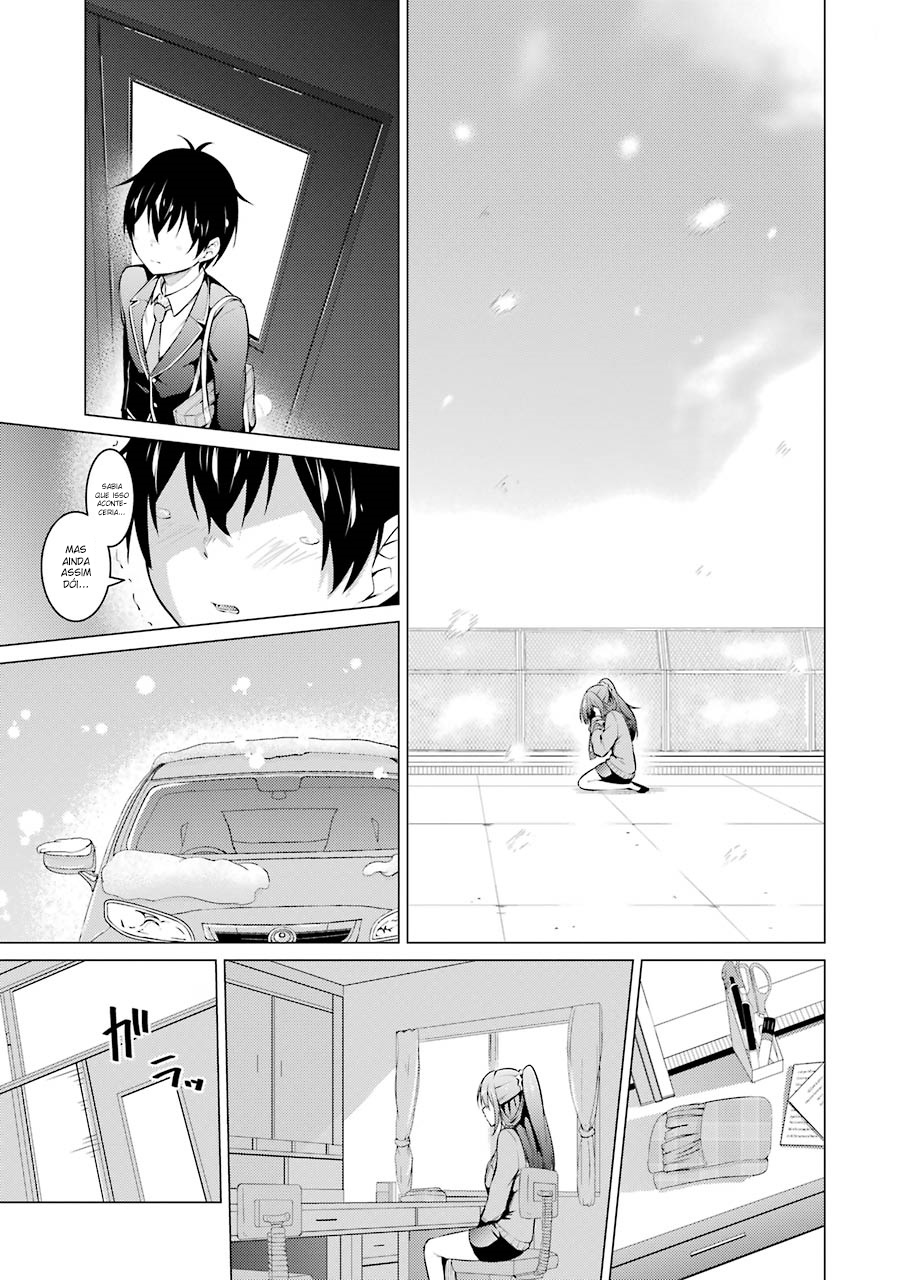 SABIA
QUE ISSO
ACONTE-
CERIA...
MAS
AINDA
ASSIM
DÓI...
ガ
ラッ